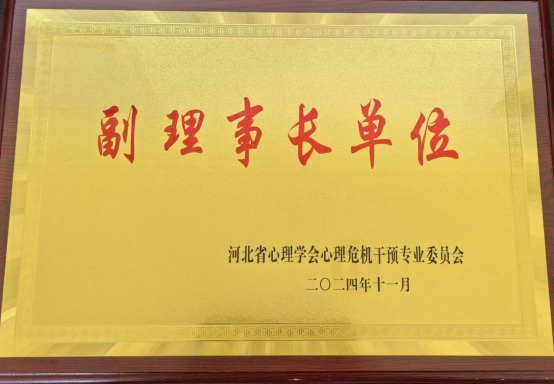 副理事长单位
河北省心理学会心理危机干预专业委员会
二〇二四年十一月